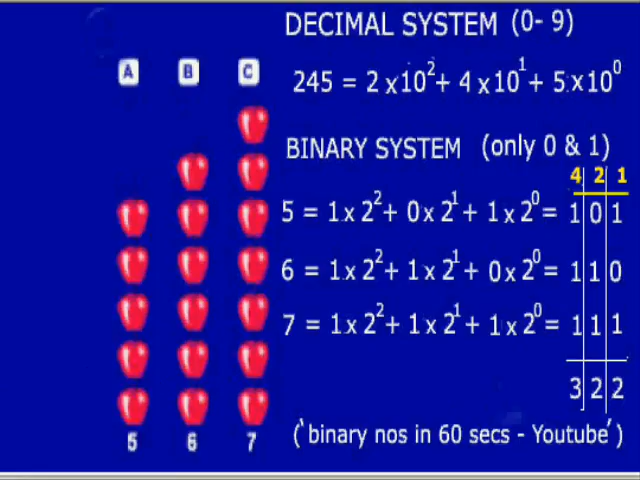 DECIMAL SYSTEM (0- 9)
A B C
245 = 2 x10² + 4 x10¹ + 5 x10⁰
BINARY SYSTEM (only 0 & 1)
4 2 1
5 = 1 x 2² + 0 x 2¹ + 1 x 2⁰ = 1 0 1
6 = 1 x 2² + 1 x 2¹ + 0 x 2⁰ = 1 1 0
7 = 1 x 2² + 1 x 2¹ + 1 x 2⁰ = 1 1 1
3 2 2
5 6 7
('binary nos in 60 secs - Youtube')